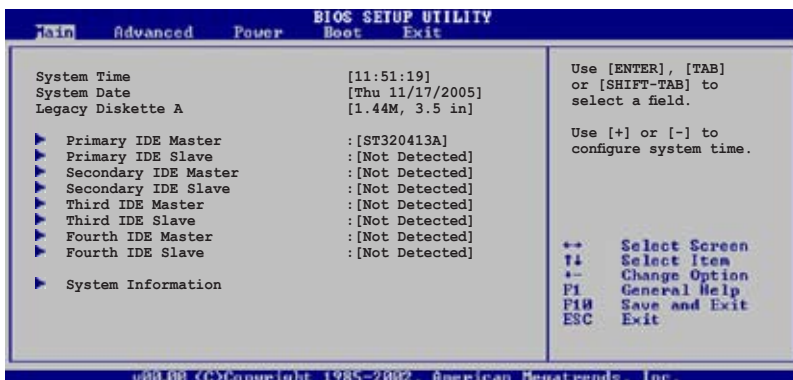 BIOS SETUP UTILITY
Main Advanced Power Boot Exit
System Time [11:51:19]
System Date [Thu 11/17/2005]
Legacy Diskette A [1.44M, 3.5 in]
Primary IDE Master :[ST320413A]
Primary IDE Slave :[Not Detected]
Secondary IDE Master :[Not Detected]
Secondary IDE Slave :[Not Detected]
Third IDE Master :[Not Detected]
Third IDE Slave :[Not Detected]
Fourth IDE Master :[Not Detected]
Fourth IDE Slave :[Not Detected]
System Information
Use [ENTER], [TAB]
or [SHIFT-TAB] to
select a field.
Use [+] or [-] to
configure system time.
↔ Select Screen
↑↓ Select Item
+- Change Option
F1 General Help
F10 Save and Exit
ESC Exit
v00.00 (C)Copyright 1985-2002, American Megatrends, Inc.